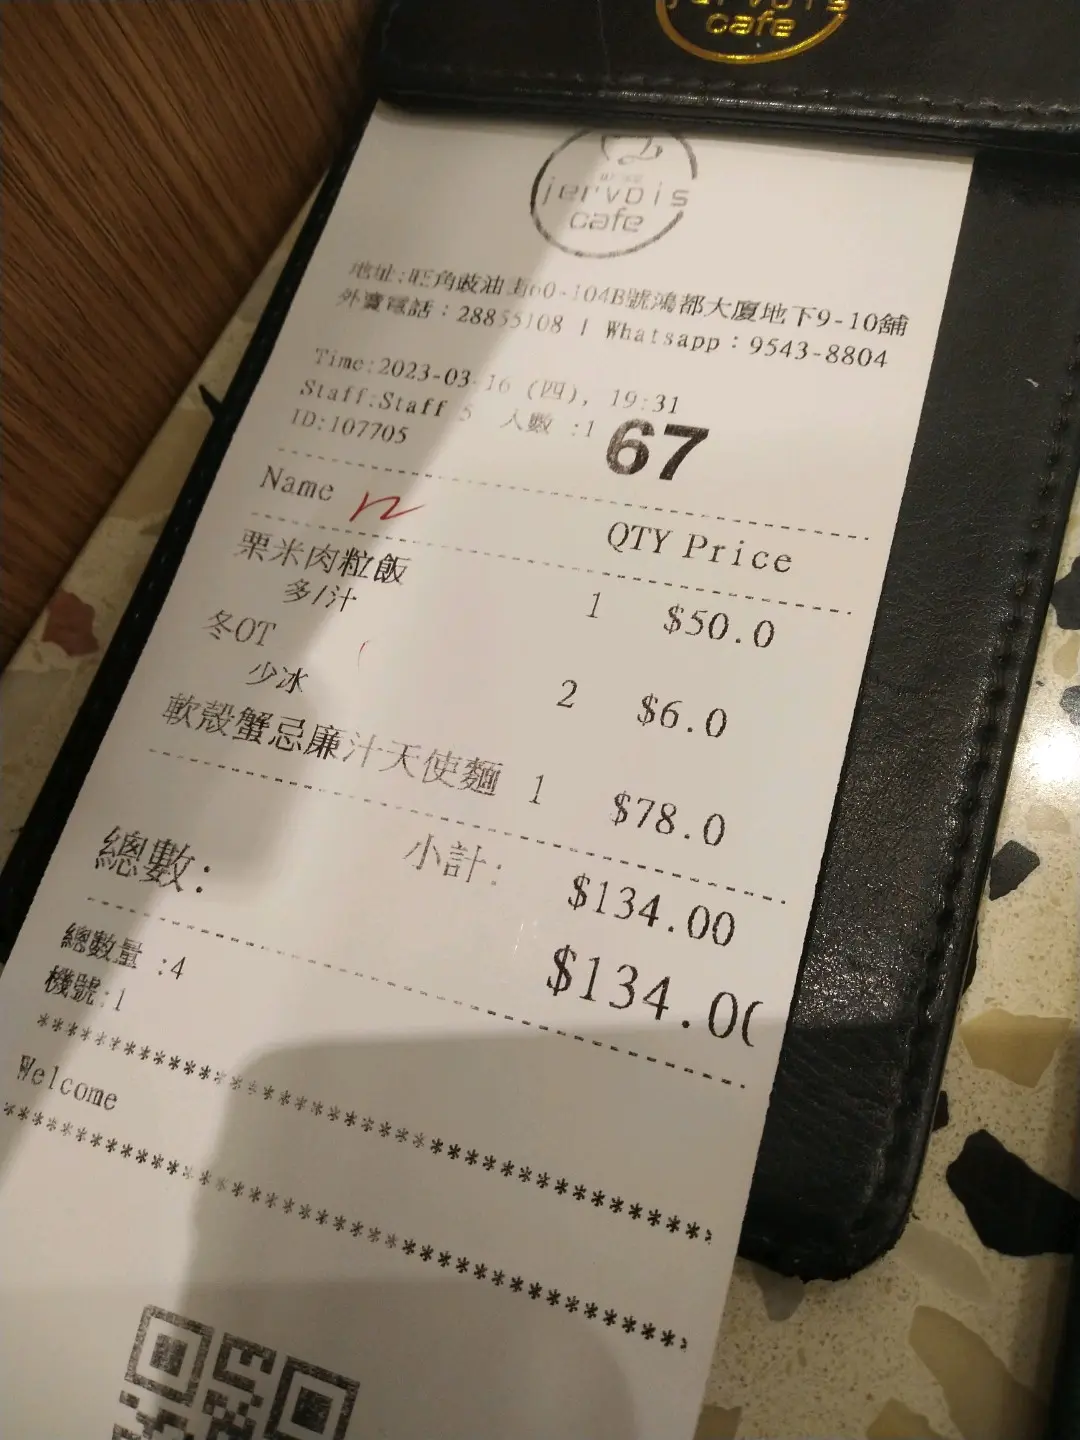 jervois
cafe
jervois
cafe
地址:旺角豉油街60-104B號鴻都大廈地下9-10舖
外賣電話:28855108 | Whatsapp:9543-8804
Time:2023-03-16 (四), 19:31
Staff:Staff 5 人數 :1
67
ID:107705
Name QTY Price
栗米肉粒飯 1 $50.0
多/汁
冬OT 2 $6.0
少冰
軟殼蟹忌廉汁天使麵 1 $78.0
小計: $134.00
總數: $134.0
總數量 :4
機號:1
****************************************
Welcome
****************************************